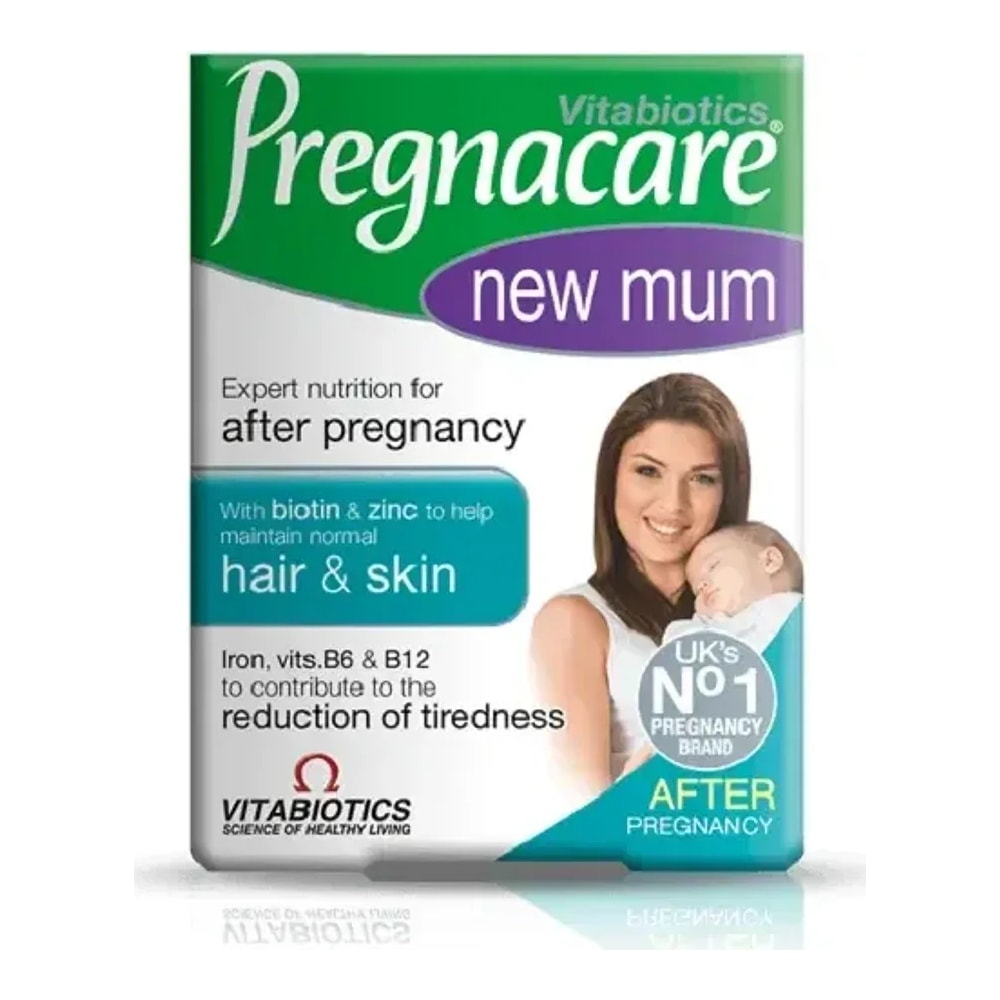 Vitabiotics
Pregnacare®
new mum
Expert nutrition for
after pregnancy
With biotin & zinc to help
maintain normal
hair & skin
Iron, vits.B6 & B12
to contribute to the
reduction of tiredness
UK's
Nº1
PREGNANCY
BRAND
VITABIOTICS
SCIENCE OF HEALTHY LIVING
AFTER
PREGNANCY